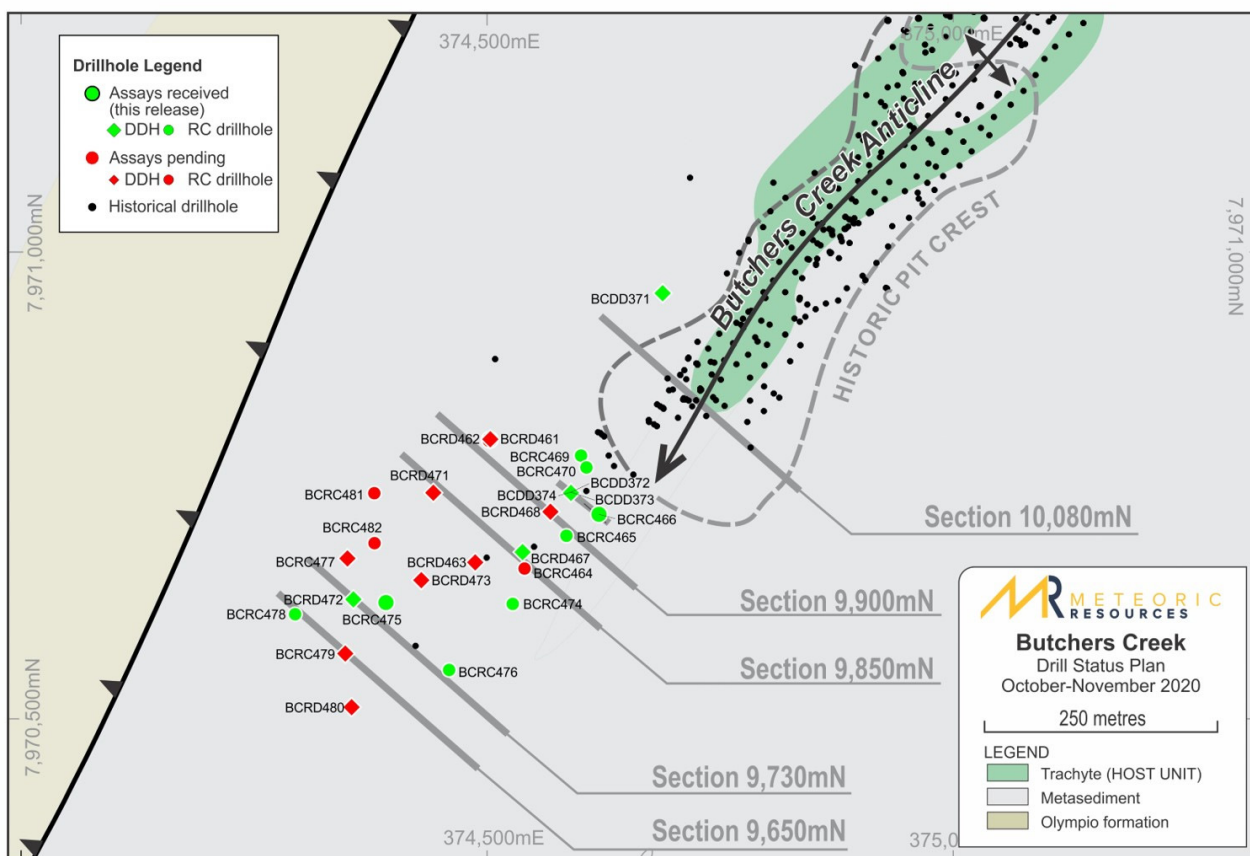 374,500mE
375,000mE
Drillhole Legend
Assays received
(this release)
DDH RC drillhole
Assays pending
DDH RC drillhole
Historical drillhole
7,971,000mN
7,971,000mN
Butchers Creek Anticline
HISTORIC PIT CREST
BCDD371
BCRD462
BCRD461
BCRC469
BCRC470
BCRD471
BCDD372
BCRC481
BCDD374
BCDD373
BCRD468
BCRC466
Section 10,080mN
BCRC482
BCRC465
BCRC477
BCRD463
BCRD467
BCRC464
BCRD473
BCRD472
BCRC474
Section 9,900mN
BCRC478
BCRC475
BCRC479
BCRC476
Section 9,850mN
BCRD480
7,970,500mN
Section 9,730mN
374,500mE
Section 9,650mN
375,0
METEORIC
RESOURCES
Butchers Creek
Drill Status Plan
October-November 2020
250 metres
LEGEND
Trachyte (HOST UNIT)
Metasediment
Olympio formation